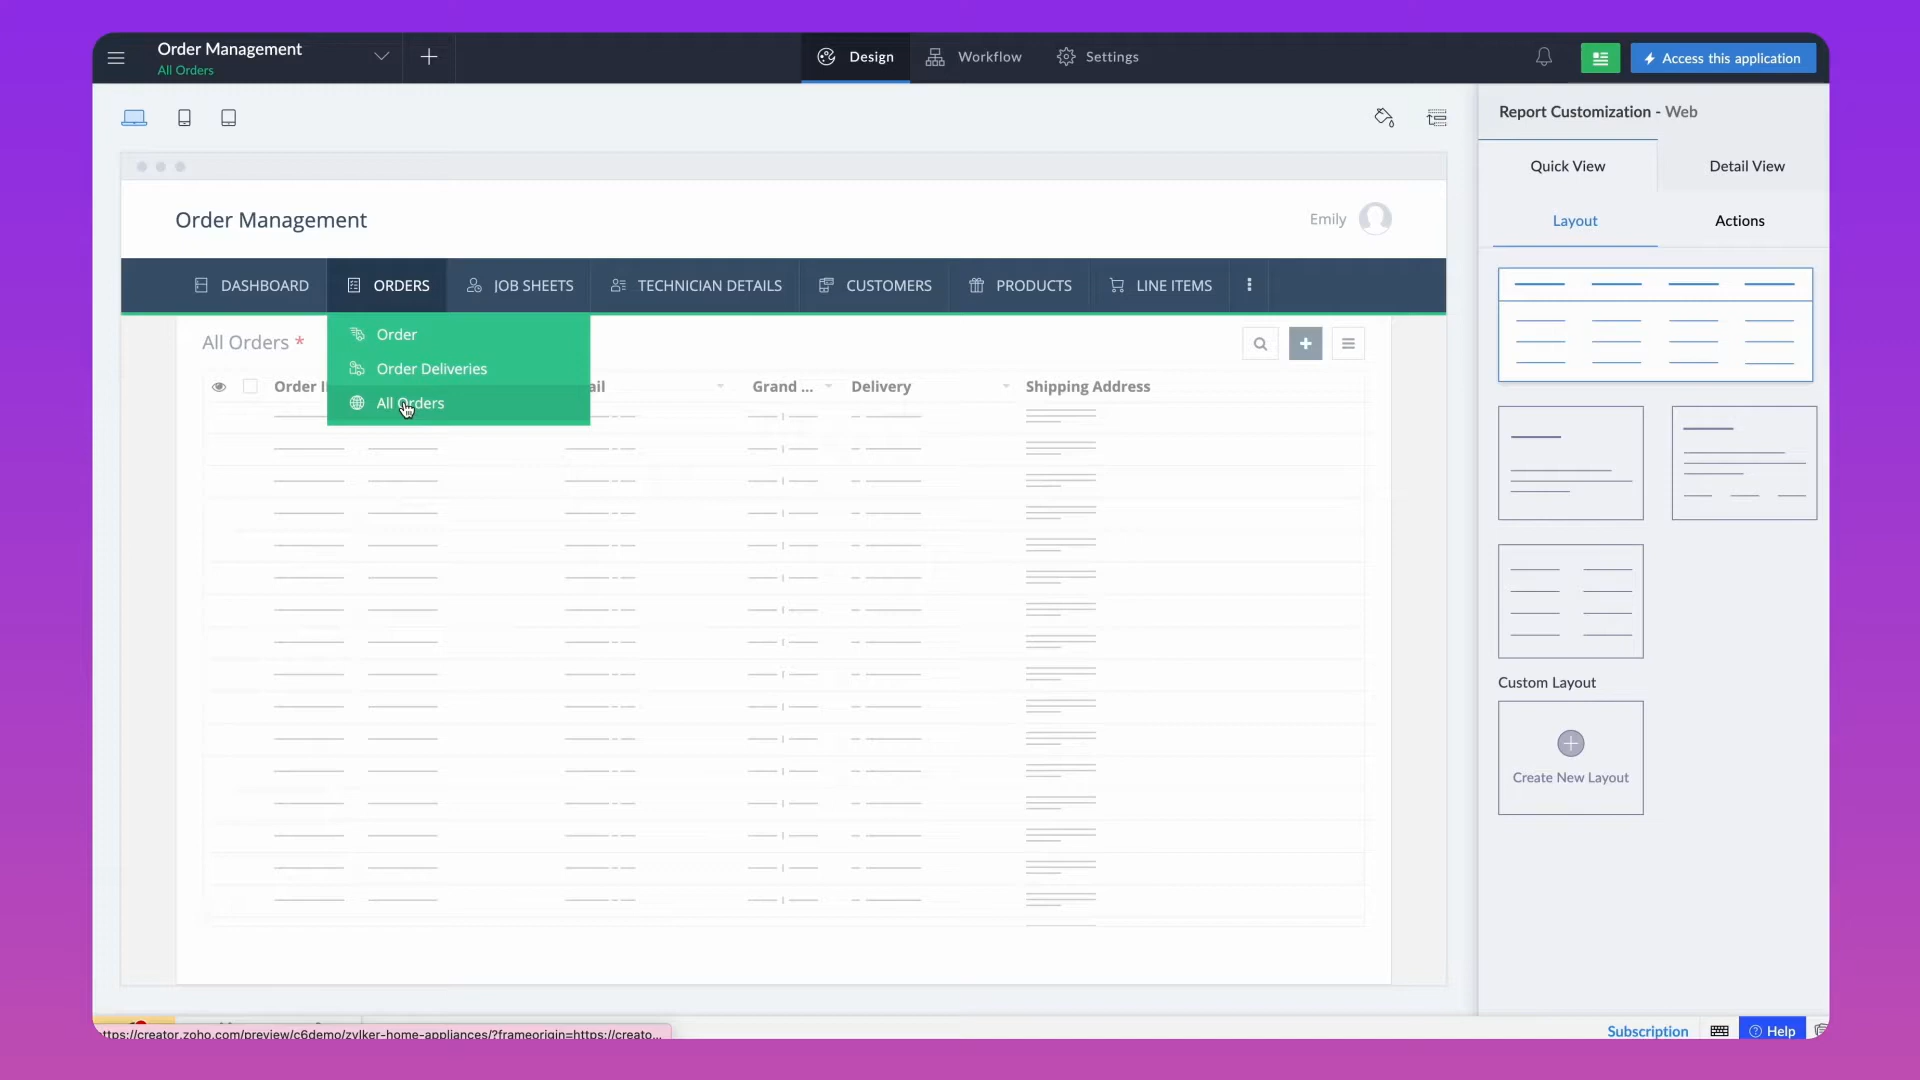 Order Management
All Orders
Design
Workflow
Settings
Access this application
Report Customization - Web
Quick View
Detail View
Layout
Actions
Order Management
Emily
DASHBOARD
ORDERS
JOB SHEETS
TECHNICIAN DETAILS
CUSTOMERS
PRODUCTS
LINE ITEMS
Order
Order Deliveries
All Orders
All Orders *
Order I
ail
Grand ...
Delivery
Shipping Address
Custom Layout
Create New Layout
ttps://creator.zoho.com/preview/c6demo/zylker-home-appliances/?frameorigin=https://creato...
Subscription
Help